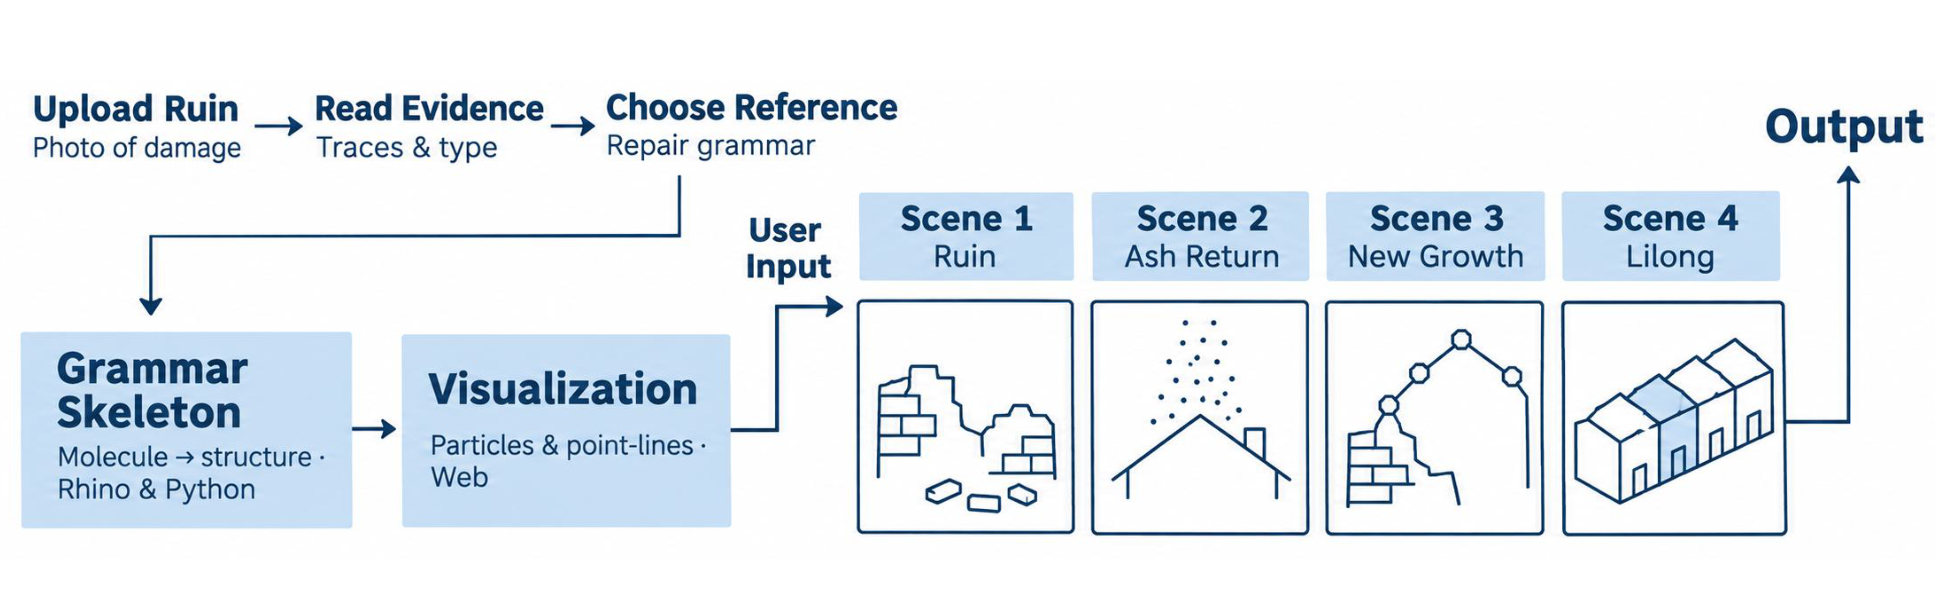 Upload Ruin
Photo of damage
Read Evidence
Traces & type
Choose Reference
Repair grammar
Grammar
Skeleton
Molecule → structure ·
Rhino & Python
Visualization
Particles & point-lines ·
Web
User
Input
Scene 1
Ruin
Scene 2
Ash Return
Scene 3
New Growth
Scene 4
Lilong
Output